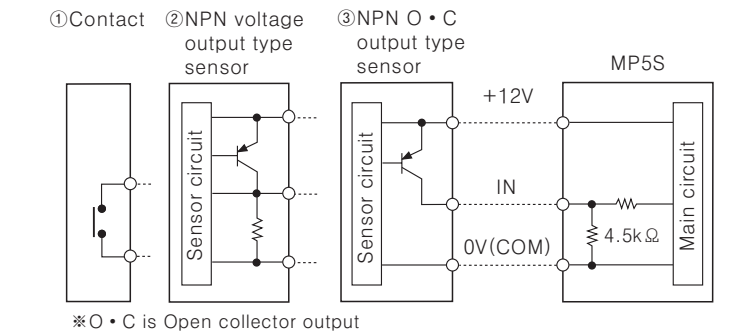 ①Contact
②NPN voltage
output type
sensor
③NPN O • C
output type
sensor
MP5S
Sensor circuit
Sensor circuit
+12V
IN
0V(COM)
4.5kΩ
Main circuit
※O • C is Open collector output